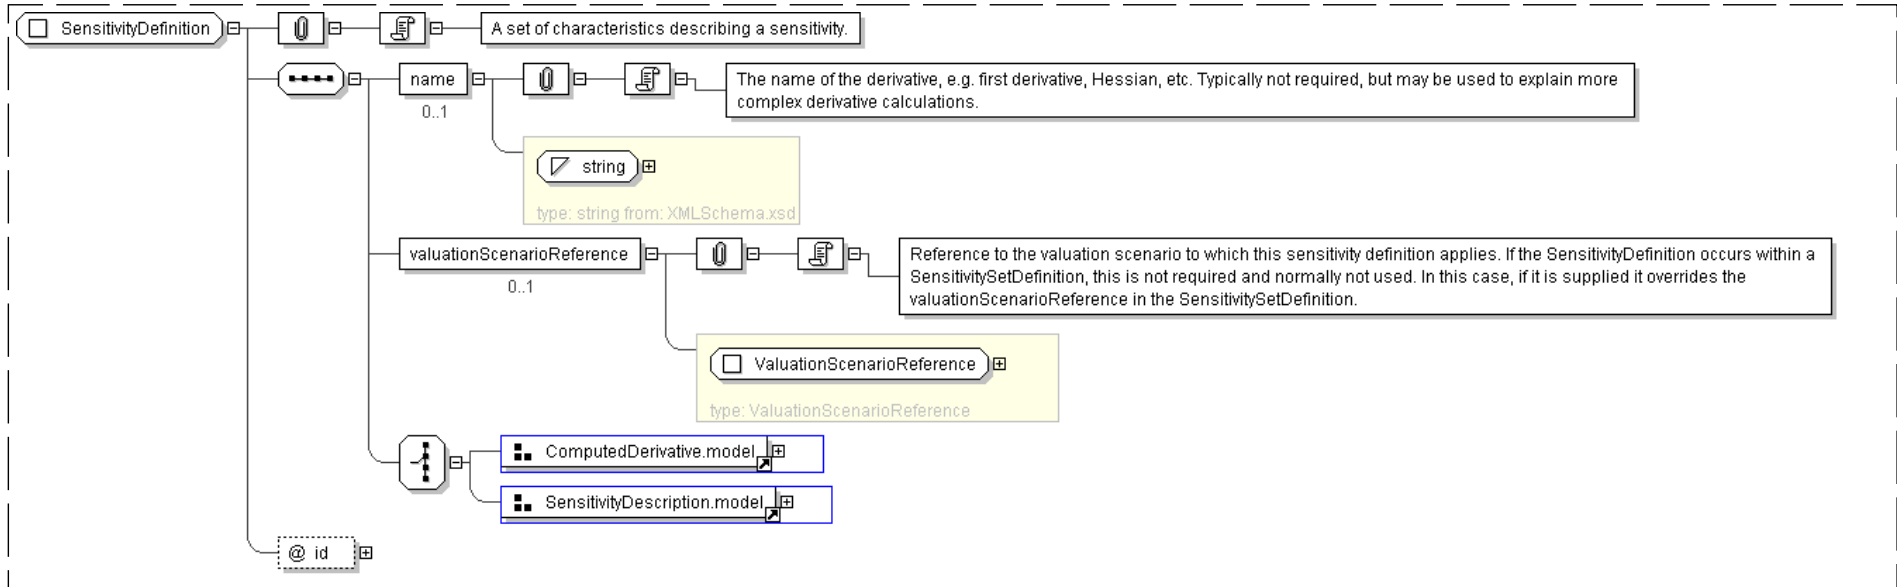 SensitivityDefinition
A set of characteristics describing a sensitivity.
name
0..1
The name of the derivative, e.g. first derivative, Hessian, etc. Typically not required, but may be used to explain more
complex derivative calculations.
string
type: string from: XMLSchema.xsd
valuationScenarioReference
0..1
Reference to the valuation scenario to which this sensitivity definition applies. If the SensitivityDefinition occurs within a
SensitivitySetDefinition, this is not required and normally not used. In this case, if it is supplied it overrides the
valuationScenarioReference in the SensitivitySetDefinition.
ValuationScenarioReference
type: ValuationScenarioReference
ComputedDerivative.model
SensitivityDescription.model
@ id